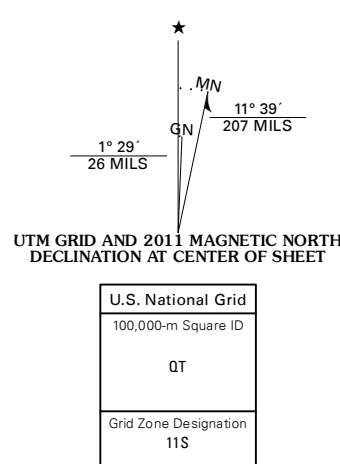 ★
MN
11° 39´
207 MILS
GN
1° 29´
26 MILS
UTM GRID AND 2011 MAGNETIC NORTH
DECLINATION AT CENTER OF SHEET
U.S. National Grid
100,000-m Square ID
QT
Grid Zone Designation
11S